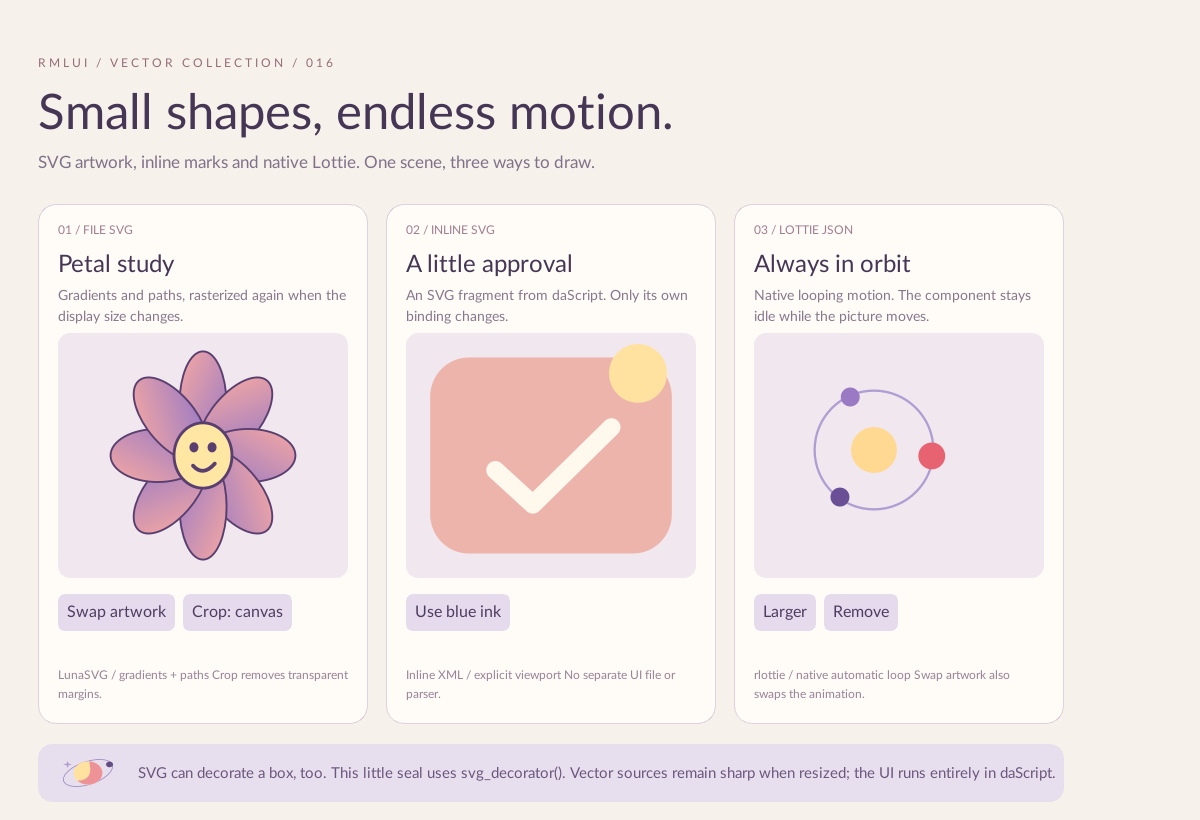 RMLUI / VECTOR COLLECTION / 016
Small shapes, endless motion.
SVG artwork, inline marks and native Lottie. One scene, three ways to draw.
01 / FILE SVG
Petal study
Gradients and paths, rasterized again when the
display size changes.
Swap artwork
Crop: canvas
LunaSVG / gradients + paths Crop removes transparent
margins.
02 / INLINE SVG
A little approval
An SVG fragment from daScript. Only its own
binding changes.
Use blue ink
Inline XML / explicit viewport No separate UI file or
parser.
03 / LOTTIE JSON
Always in orbit
Native looping motion. The component stays
idle while the picture moves.
Larger
Remove
rlottie / native automatic loop Swap artwork also
swaps the animation.
SVG can decorate a box, too. This little seal uses svg_decorator(). Vector sources remain sharp when resized; the UI runs entirely in daScript.